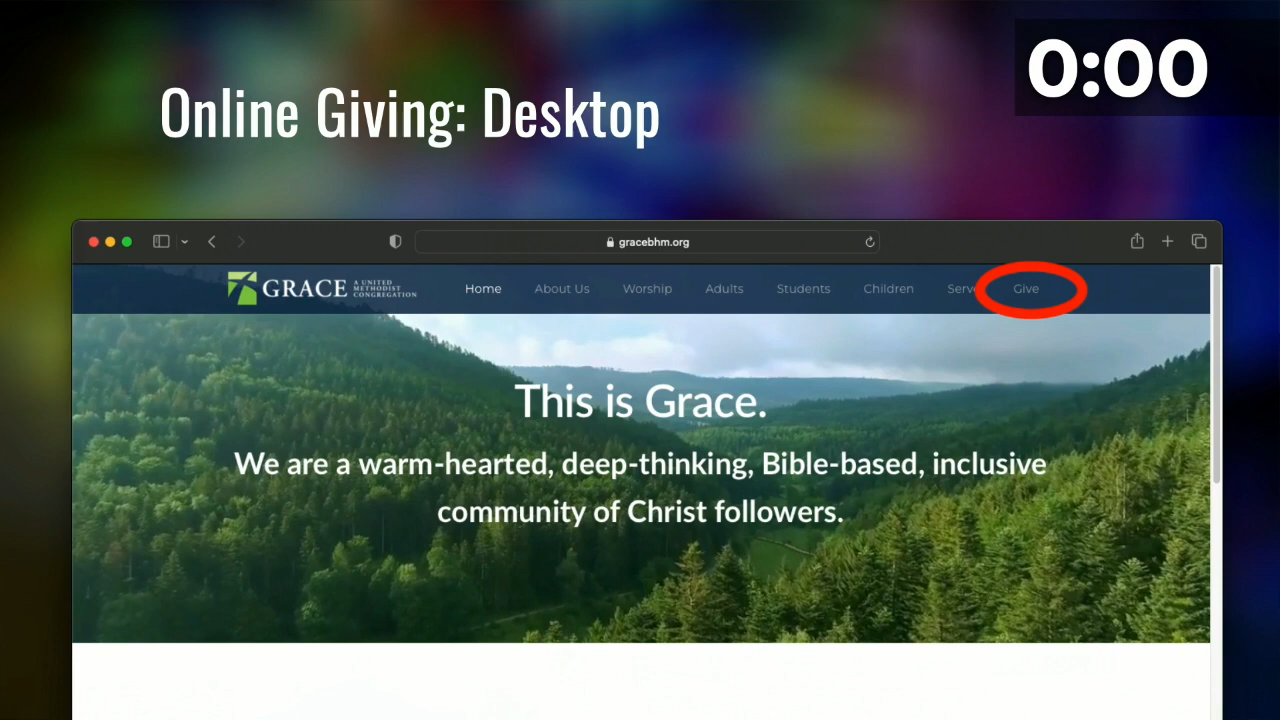 0:00
Online Giving: Desktop
gracebhm.org
GRACE A UNITED METHODIST CONGREGATION
Home About Us Worship Adults Students Children Serve Give
This is Grace.
We are a warm-hearted, deep-thinking, Bible-based, inclusive
community of Christ followers.